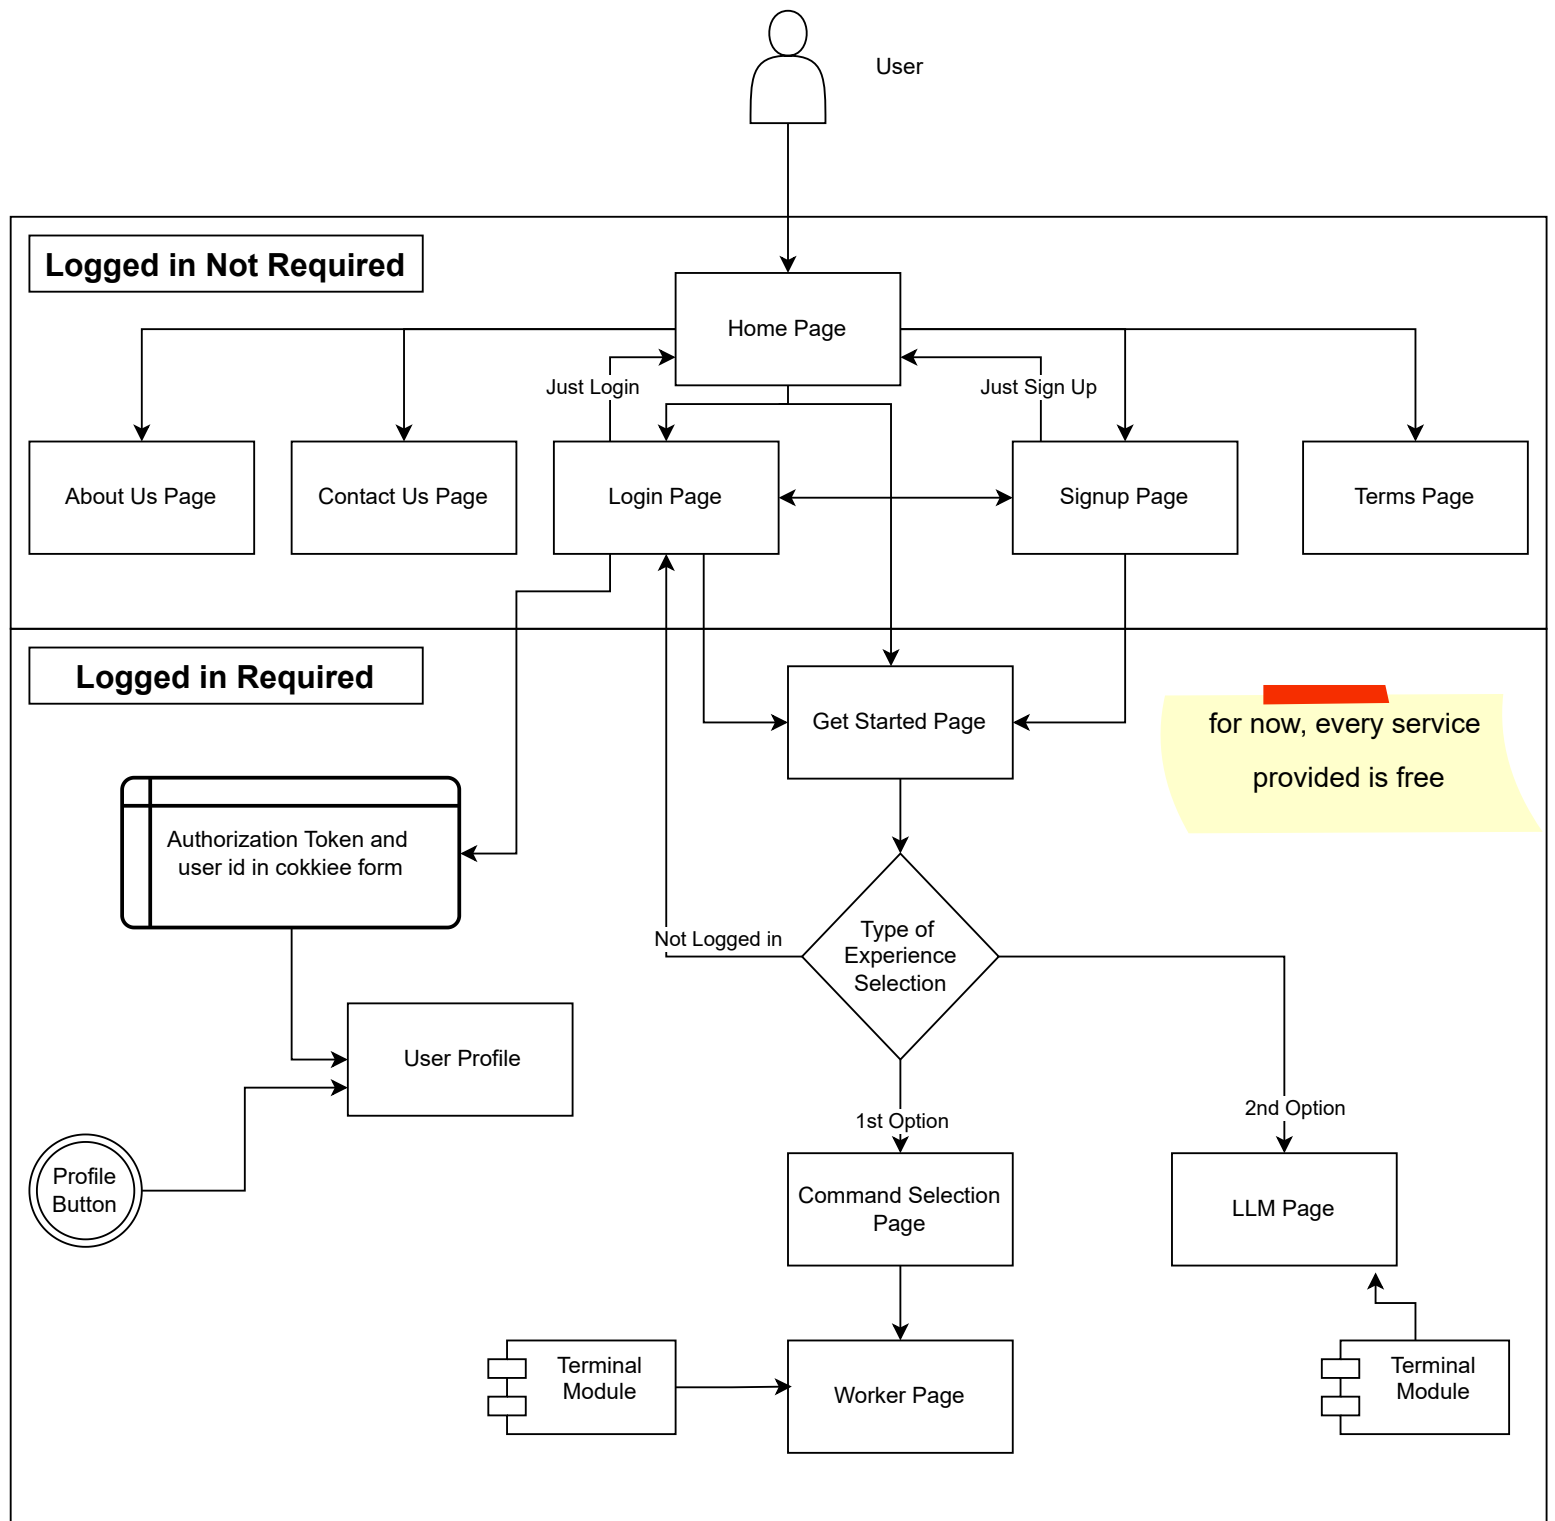 User
Logged in Not Required
Home Page
Just Login
Just Sign Up
About Us Page
Contact Us Page
Login Page
Signup Page
Terms Page
Logged in Required
Get Started Page
for now, every service
provided is free
Authorization Token and
user id in cokkiee form
Type of
Experience
Selection
Not Logged in
User Profile
1st Option
2nd Option
Profile
Button
Command Selection
Page
LLM Page
Terminal
Module
Worker Page
Terminal
Module